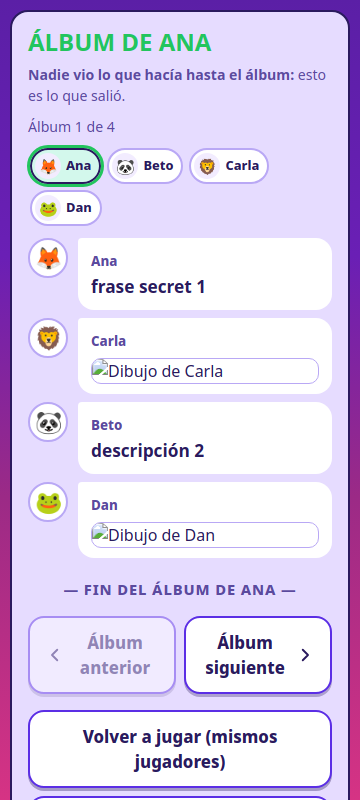 ÁLBUM DE ANA
Nadie vio lo que hacía hasta el álbum: esto
es lo que salió.
Álbum 1 de 4
Ana
Beto
Carla
Dan
Ana
frase secret 1
Carla
Dibujo de Carla
Beto
descripción 2
Dan
Dibujo de Dan
— FIN DEL ÁLBUM DE ANA —
Álbum
anterior
Álbum
siguiente
Volver a jugar (mismos
jugadores)